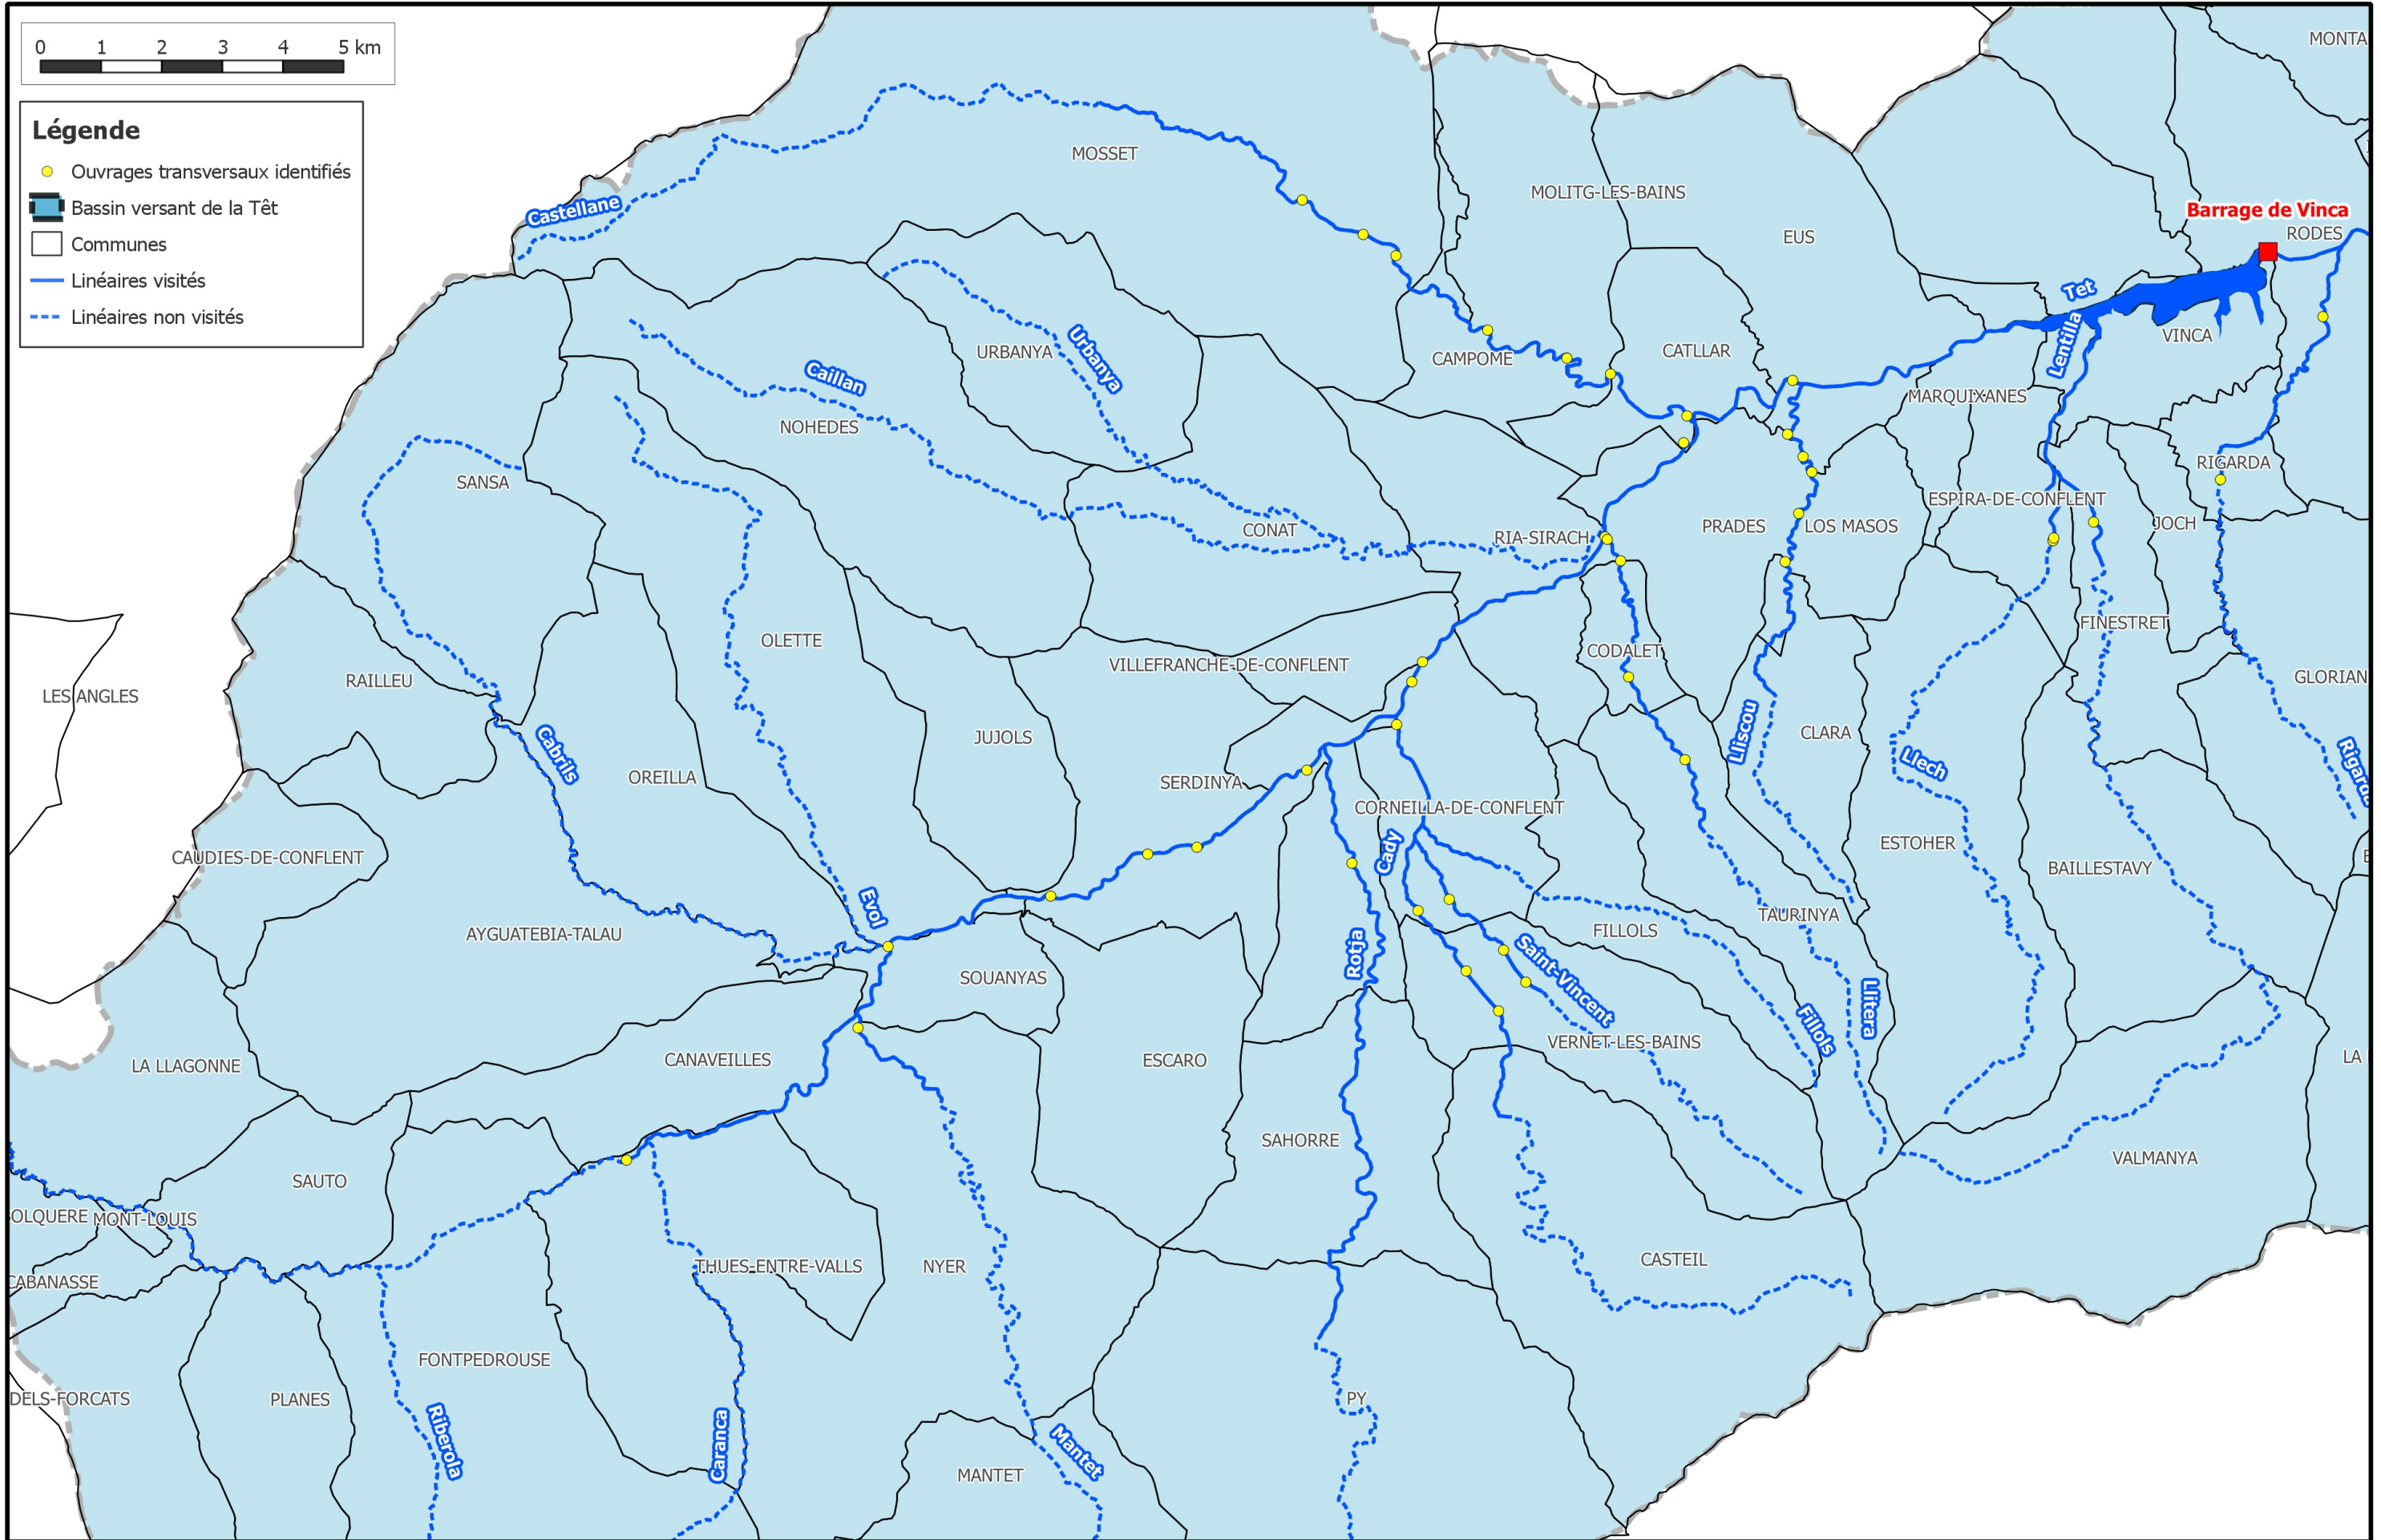 0 1 2 3 4 5 km
Légende
Ouvrages transversaux identifiés
Bassin versant de la Têt
Communes
Linéaires visités
Linéaires non visités
MONTA
MOSSET
MOLITG-LES-BAINS
Castellane
Barrage de Vinca
RODES
EUS
Tet
VINCA
Lentilla
URBANYA
Urbanya
CAMPOME
CATLLAR
Caillan
MARQUIXANES
NOHEDES
RIGARDA
SANSA
ESPIRA-DE-CONFLENT
JOCH
CONAT
RIA-SIRACH
PRADES
LOS MASOS
FINESTRET
OLETTE
CODALET
VILLEFRANCHE-DE-CONFLENT
GLORIAN
RAILLEU
LES ANGLES
Lliscou
CLARA
JUJOLS
Cabrils
Llech
Rigarde
OREILLA
SERDINYA
CORNEILLA-DE-CONFLENT
ESTOHER
Cady
CAUDIES-DE-CONFLENT
BAILLESTAVY
Evol
TAURINYA
FILLOLS
AYGUATEBIA-TALAU
Rotja
SOUANYAS
Saint-Vincent
Llitera
Fillols
VERNET-LES-BAINS
LA
CANAVEILLES
ESCARO
LA LLAGONNE
SAHORRE
VALMANYA
SAUTO
OLQUERE
MONT-LOUIS
CASTEIL
THUES-ENTRE-VALLS
NYER
CABANASSE
FONTPEDROUSE
DELS-FORCATS
PLANES
PY
Riberola
Caranca
Mantet
MANTET